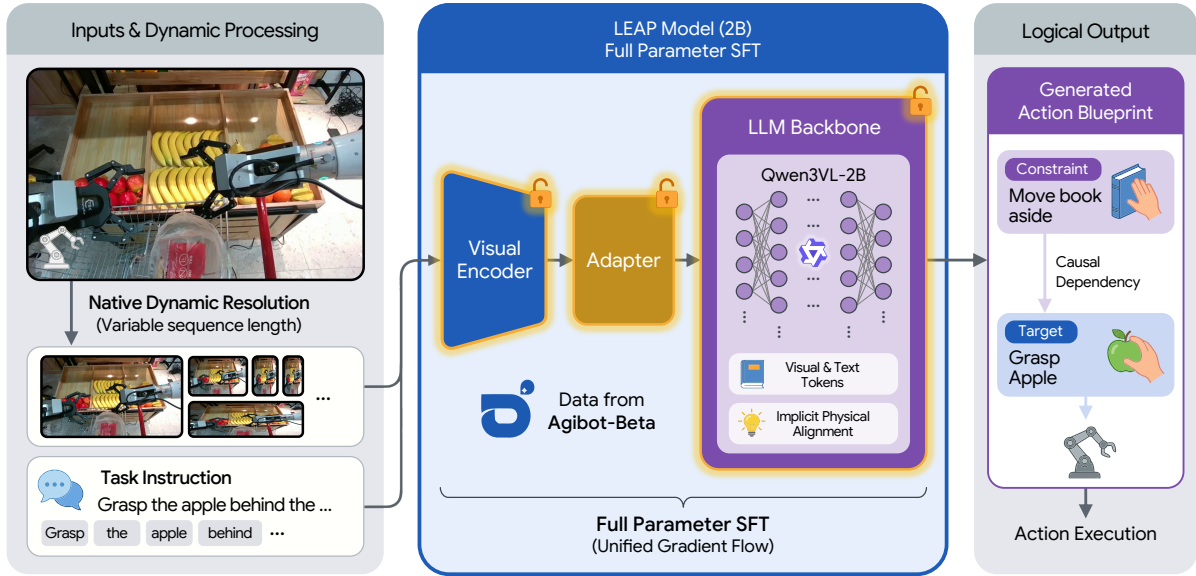 Inputs & Dynamic Processing
Native Dynamic Resolution
(Variable sequence length)
...
Task Instruction
Grasp the apple behind the ...
Grasp the apple behind ...
LEAP Model (2B)
Full Parameter SFT
Visual
Encoder
Adapter
LLM Backbone
Qwen3VL-2B
Visual & Text
Tokens
Implicit Physical
Alignment
Data from
Agibot-Beta
Full Parameter SFT
(Unified Gradient Flow)
Logical Output
Generated
Action Blueprint
Constraint
Move book
aside
Causal
Dependency
Target
Grasp
Apple
Action Execution